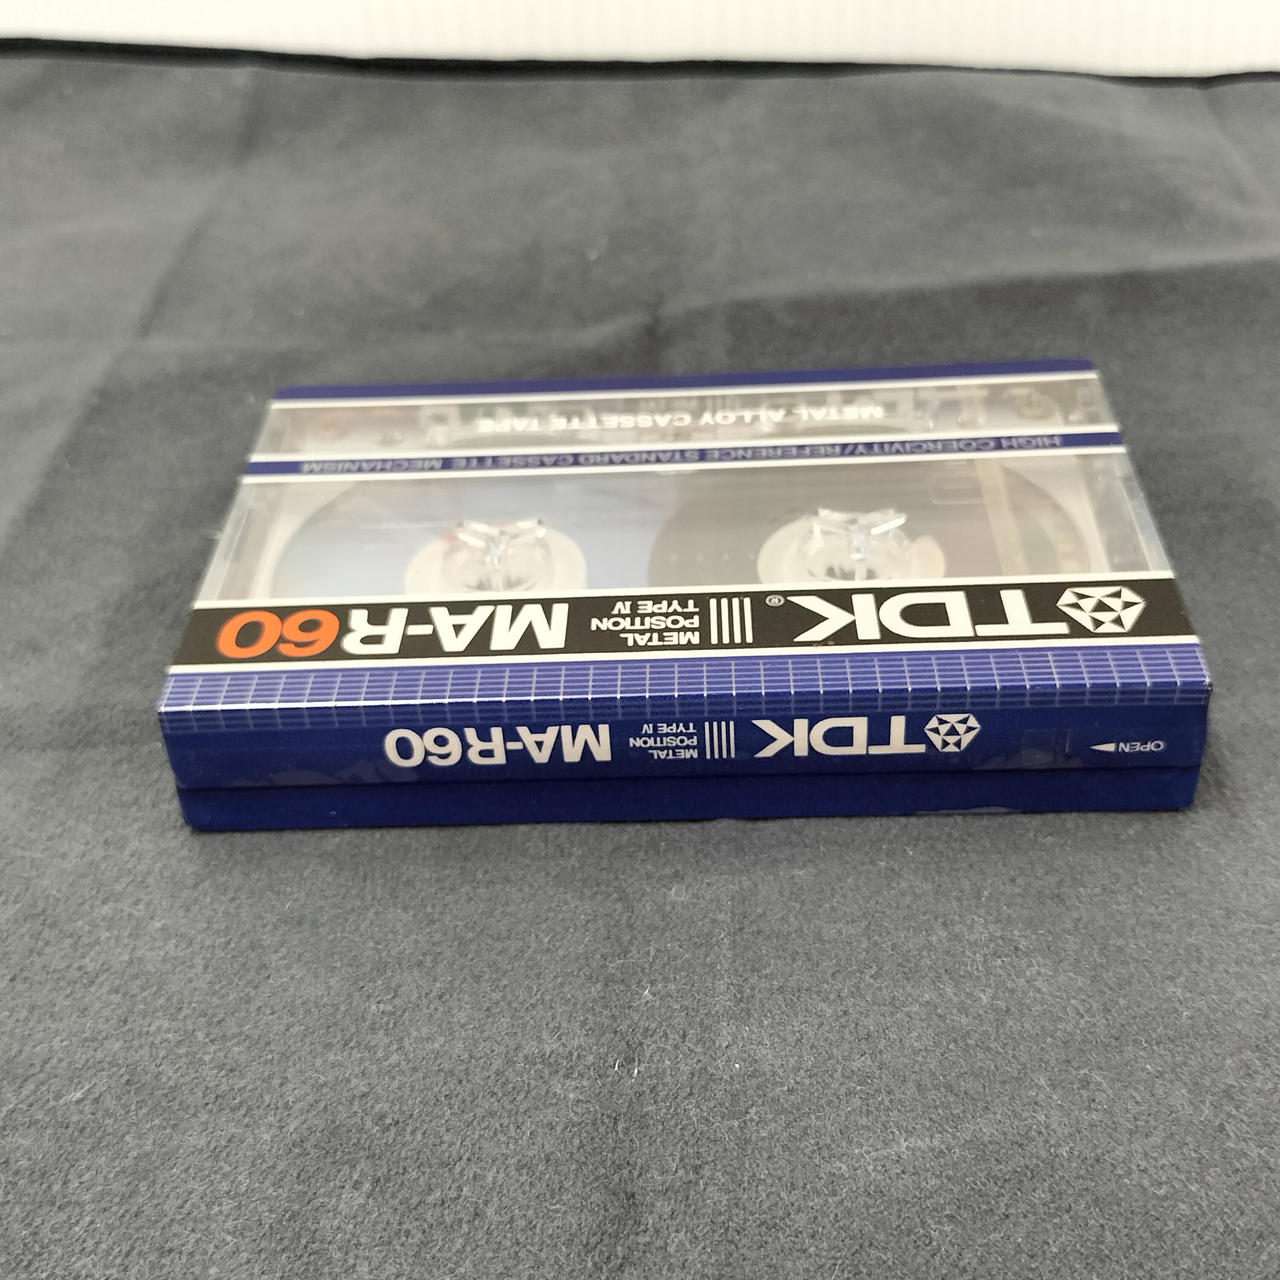 METAL ALLOY CASSETTE TAPE
HIGH COERCIVITY/REFERENCE STANDARD CASSETTE MECHANISM
TDK® METAL POSITION TYPE IV MA-R60
OPEN TDK METAL POSITION TYPE IV MA-R60